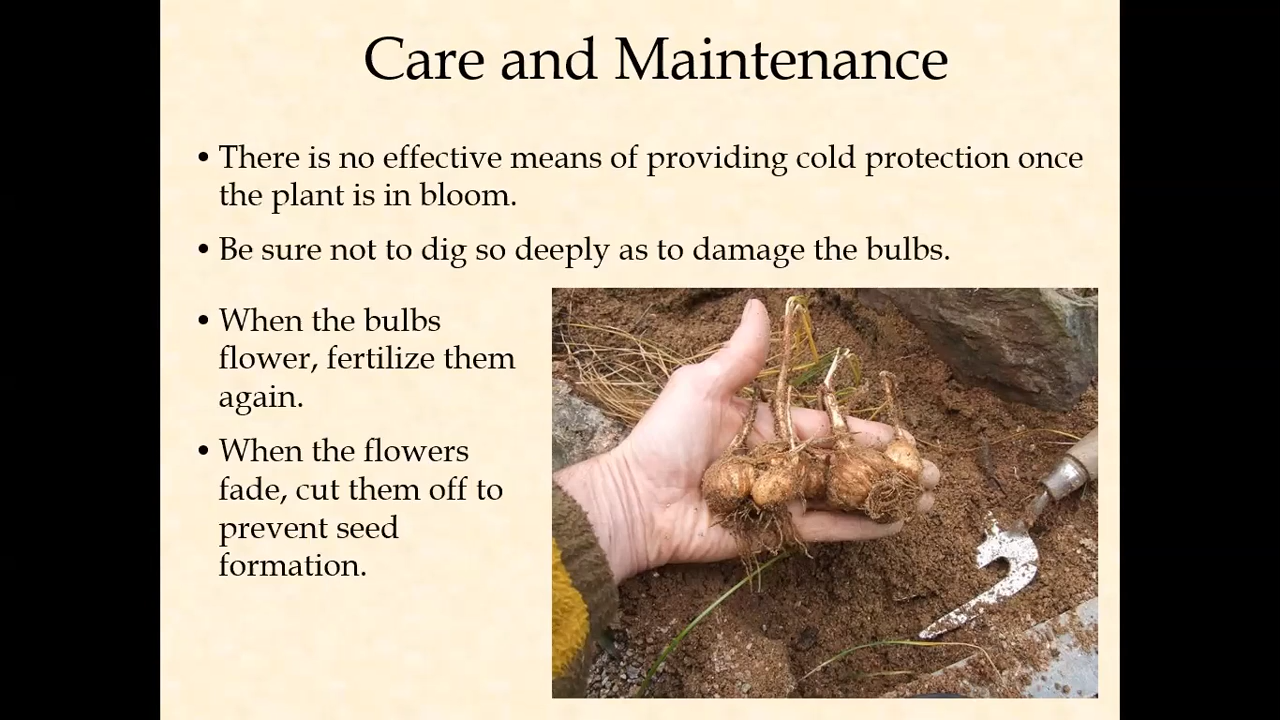 Care and Maintenance
• There is no effective means of providing cold protection once
the plant is in bloom.
• Be sure not to dig so deeply as to damage the bulbs.
• When the bulbs
flower, fertilize them
again.
• When the flowers
fade, cut them off to
prevent seed
formation.